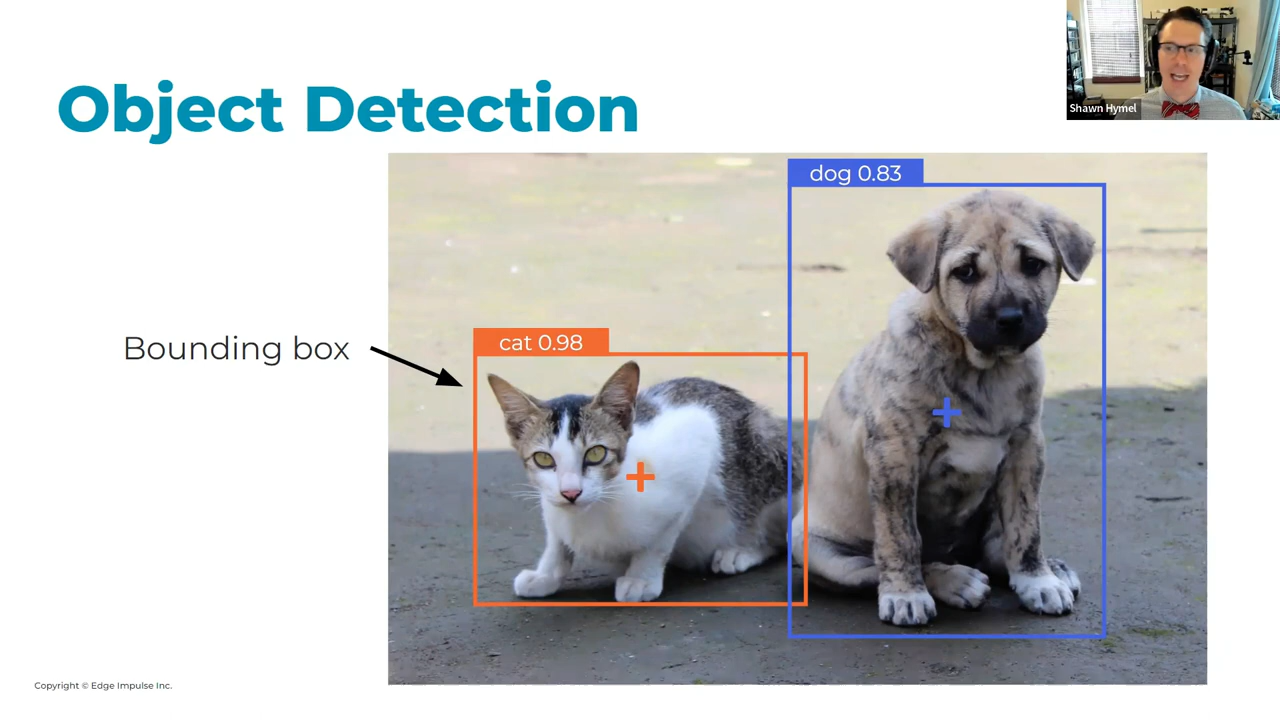 Object Detection
Shawn Hymel
dog 0.83
cat 0.98
Bounding box
Copyright © Edge Impulse Inc.